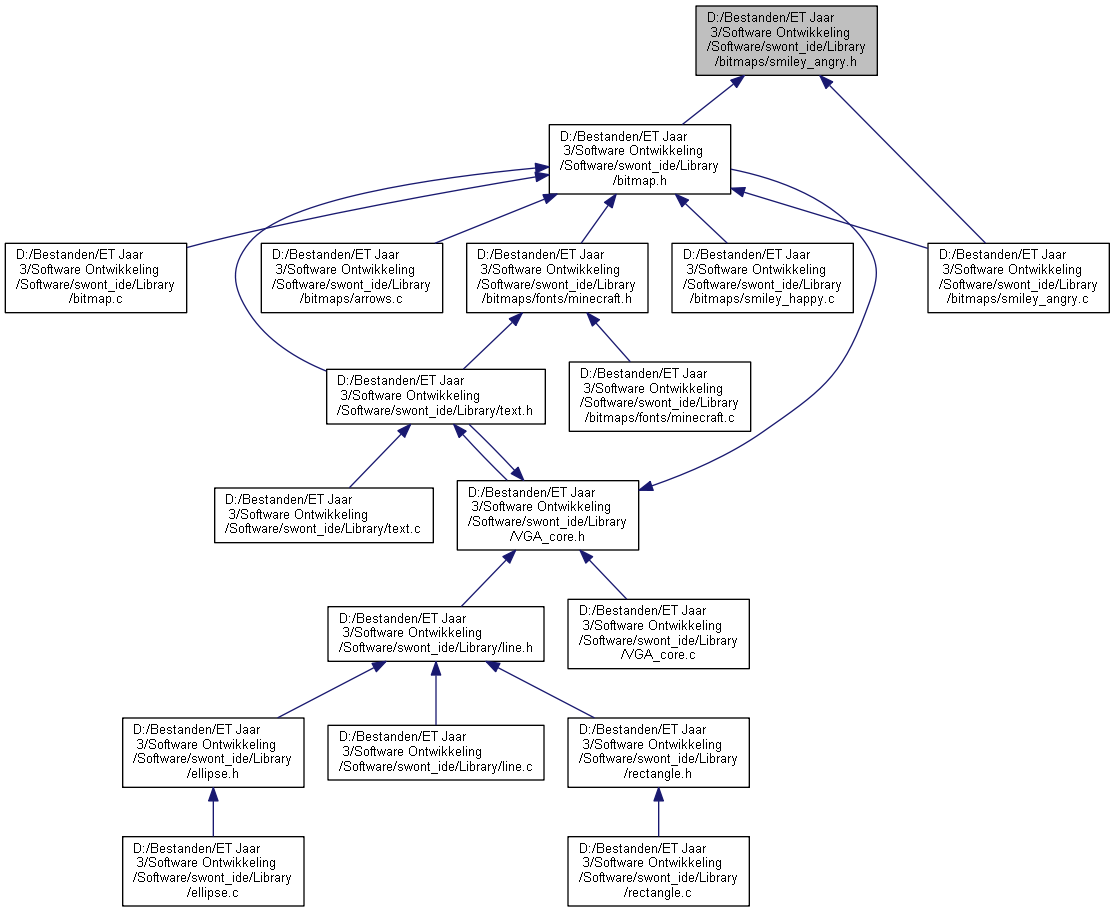 D:/Bestanden/ET Jaar
3/Software Ontwikkeling
/Software/swont_ide/Library
/bitmaps/smiley_angry.h
D:/Bestanden/ET Jaar
3/Software Ontwikkeling
/Software/swont_ide/Library
/bitmap.h
D:/Bestanden/ET Jaar
3/Software Ontwikkeling
/Software/swont_ide/Library
/bitmap.c
D:/Bestanden/ET Jaar
3/Software Ontwikkeling
/Software/swont_ide/Library
/bitmaps/arrows.c
D:/Bestanden/ET Jaar
3/Software Ontwikkeling
/Software/swont_ide/Library
/bitmaps/fonts/minecraft.h
D:/Bestanden/ET Jaar
3/Software Ontwikkeling
/Software/swont_ide/Library
/bitmaps/smiley_happy.c
D:/Bestanden/ET Jaar
3/Software Ontwikkeling
/Software/swont_ide/Library
/bitmaps/smiley_angry.c
D:/Bestanden/ET Jaar
3/Software Ontwikkeling
/Software/swont_ide/Library/text.h
D:/Bestanden/ET Jaar
3/Software Ontwikkeling
/Software/swont_ide/Library
/bitmaps/fonts/minecraft.c
D:/Bestanden/ET Jaar
3/Software Ontwikkeling
/Software/swont_ide/Library/text.c
D:/Bestanden/ET Jaar
3/Software Ontwikkeling
/Software/swont_ide/Library
/VGA_core.h
D:/Bestanden/ET Jaar
3/Software Ontwikkeling
/Software/swont_ide/Library/line.h
D:/Bestanden/ET Jaar
3/Software Ontwikkeling
/Software/swont_ide/Library
/VGA_core.c
D:/Bestanden/ET Jaar
3/Software Ontwikkeling
/Software/swont_ide/Library
/ellipse.h
D:/Bestanden/ET Jaar
3/Software Ontwikkeling
/Software/swont_ide/Library/line.c
D:/Bestanden/ET Jaar
3/Software Ontwikkeling
/Software/swont_ide/Library
/rectangle.h
D:/Bestanden/ET Jaar
3/Software Ontwikkeling
/Software/swont_ide/Library
/ellipse.c
D:/Bestanden/ET Jaar
3/Software Ontwikkeling
/Software/swont_ide/Library
/rectangle.c